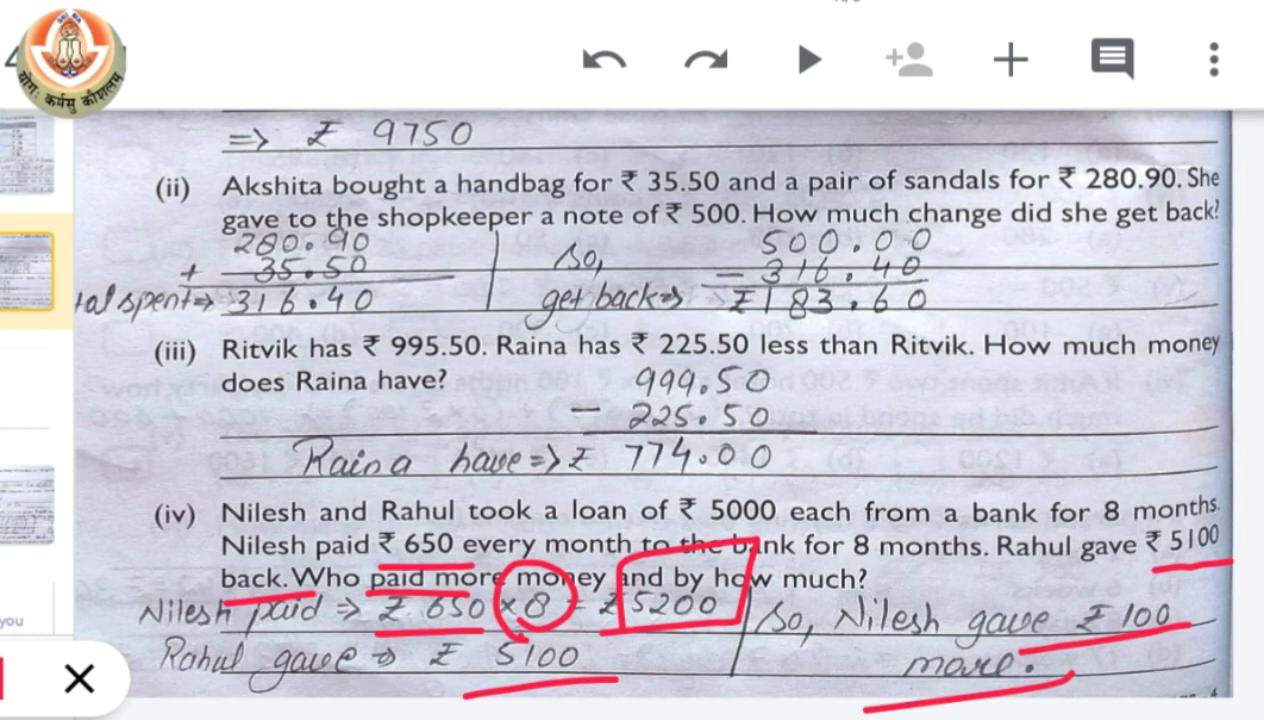 योगः कर्मसु कौशलम्
=> ₹ 9750
(ii) Akshita bought a handbag for ₹ 35.50 and a pair of sandals for ₹ 280.90. She
gave to the shopkeeper a note of ₹ 500. How much change did she get back?
280.90
+ 35.50
tal spent => 316.40
So,
get back =>
500.00
- 316.40
₹ 183.60
(iii) Ritvik has ₹ 995.50. Raina has ₹ 225.50 less than Ritvik. How much money
does Raina have?
999.50
- 225.50
Raina have => ₹ 774.00
(iv) Nilesh and Rahul took a loan of ₹ 5000 each from a bank for 8 months.
Nilesh paid ₹ 650 every month to the bank for 8 months. Rahul gave ₹ 5100
back. Who paid more money and by how much?
Nilesh paid => ₹ 650 × 8 = ₹ 5200
Rahul gave => ₹ 5100
So, Nilesh gave ₹ 100
more.
you